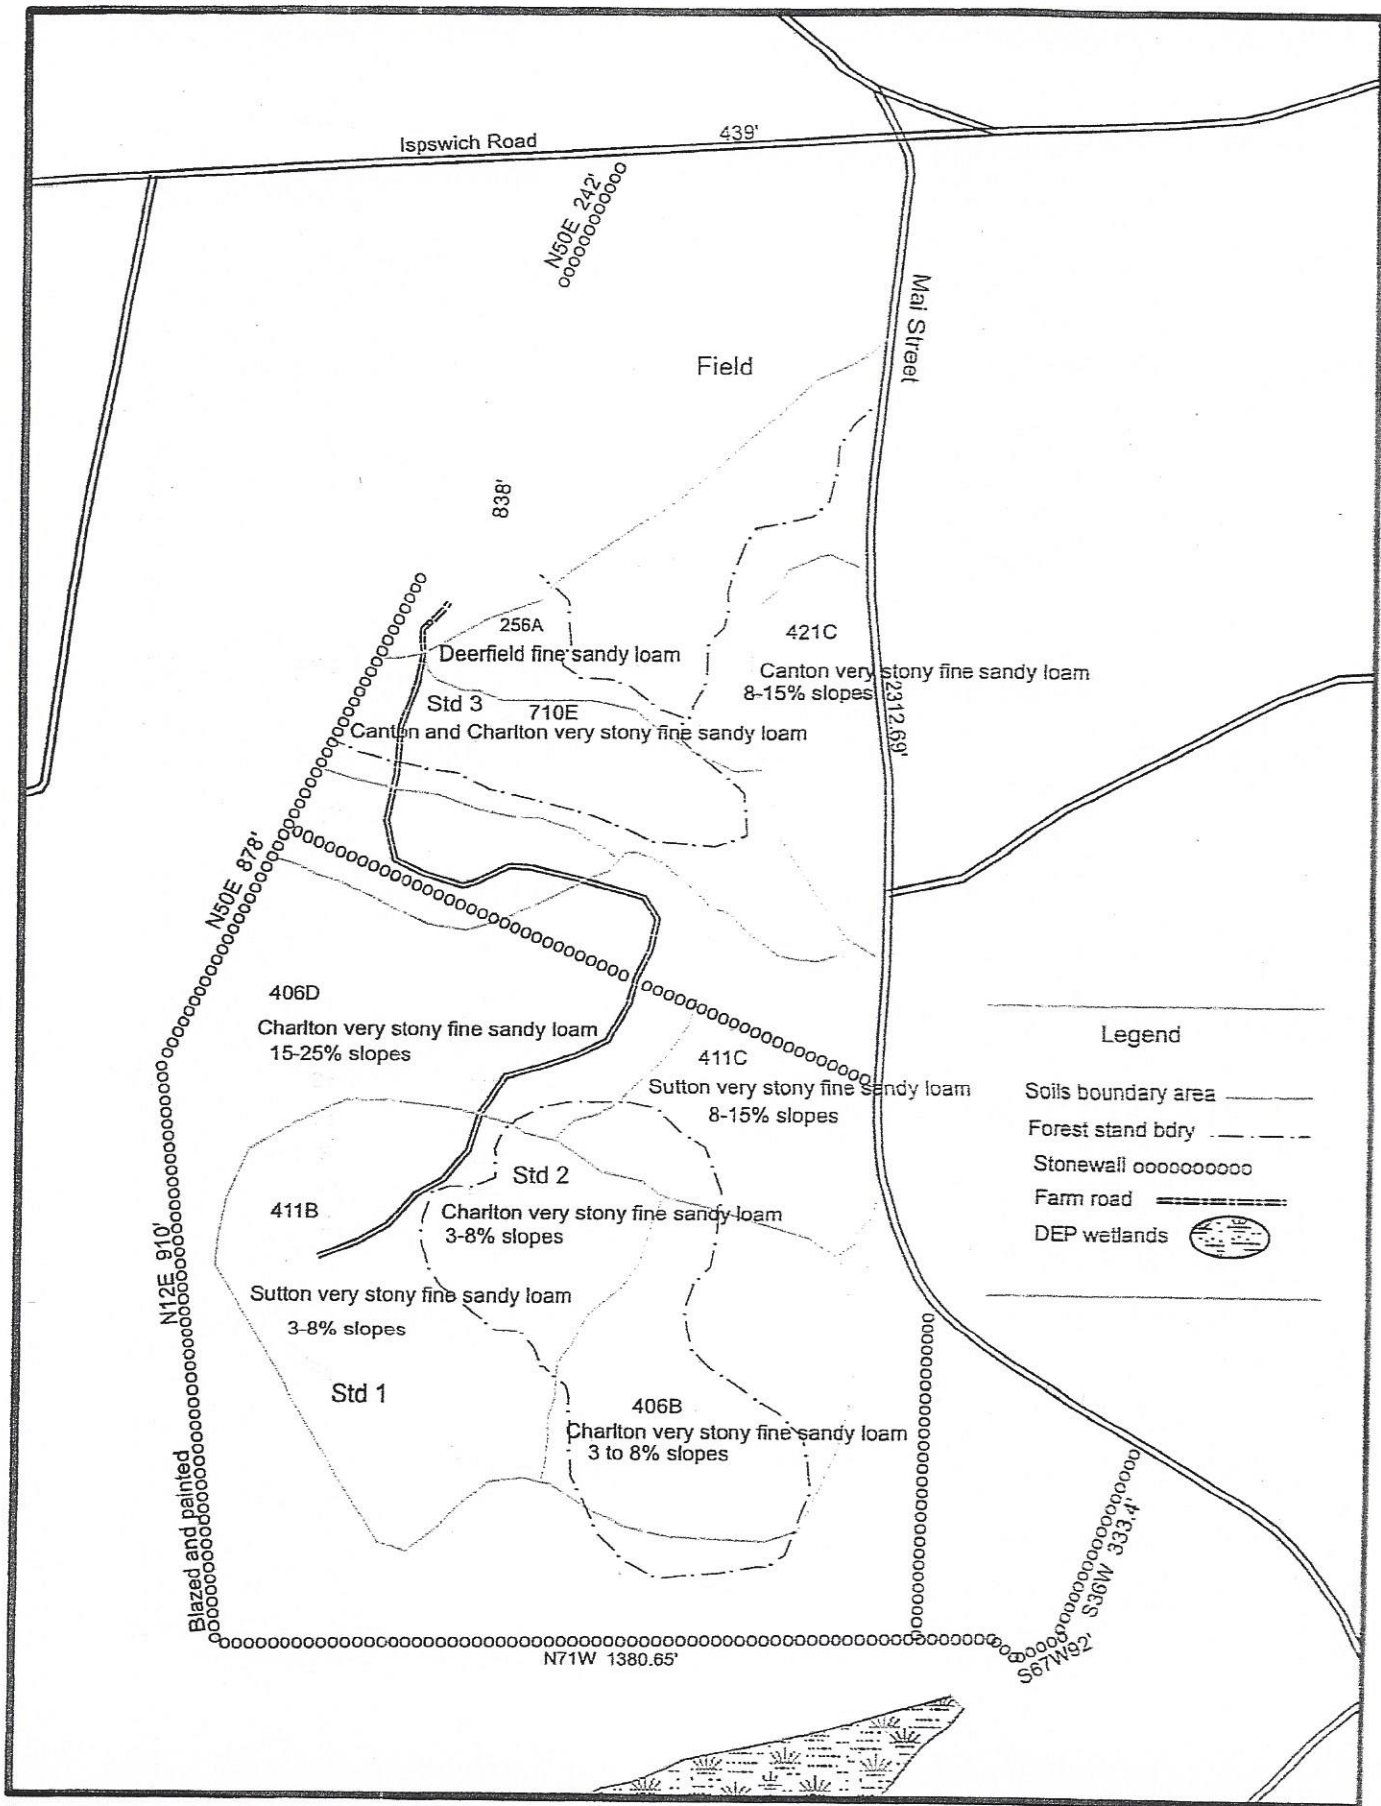 Ispswich Road
439'
N50E 242'
Mai Street
Field
838'
256A
Deerfield fine sandy loam
421C
Canton very stony fine sandy loam
8-15% slopes
2312.69'
Std 3
710E
Canton and Charlton very stony fine sandy loam
N50E 878'
406D
Charlton very stony fine sandy loam
15-25% slopes
411C
Sutton very stony fine sandy loam
8-15% slopes
Legend
Soils boundary area
Forest stand bdry
Stonewall oooooooooo
Farm road
DEP wetlands
Std 2
Charlton very stony fine sandy loam
3-8% slopes
411B
Sutton very stony fine sandy loam
3-8% slopes
N12E 910'
Std 1
406B
Charlton very stony fine sandy loam
3 to 8% slopes
Blazed and painted
S36W 333.4'
S67W92'
N71W 1380.65'